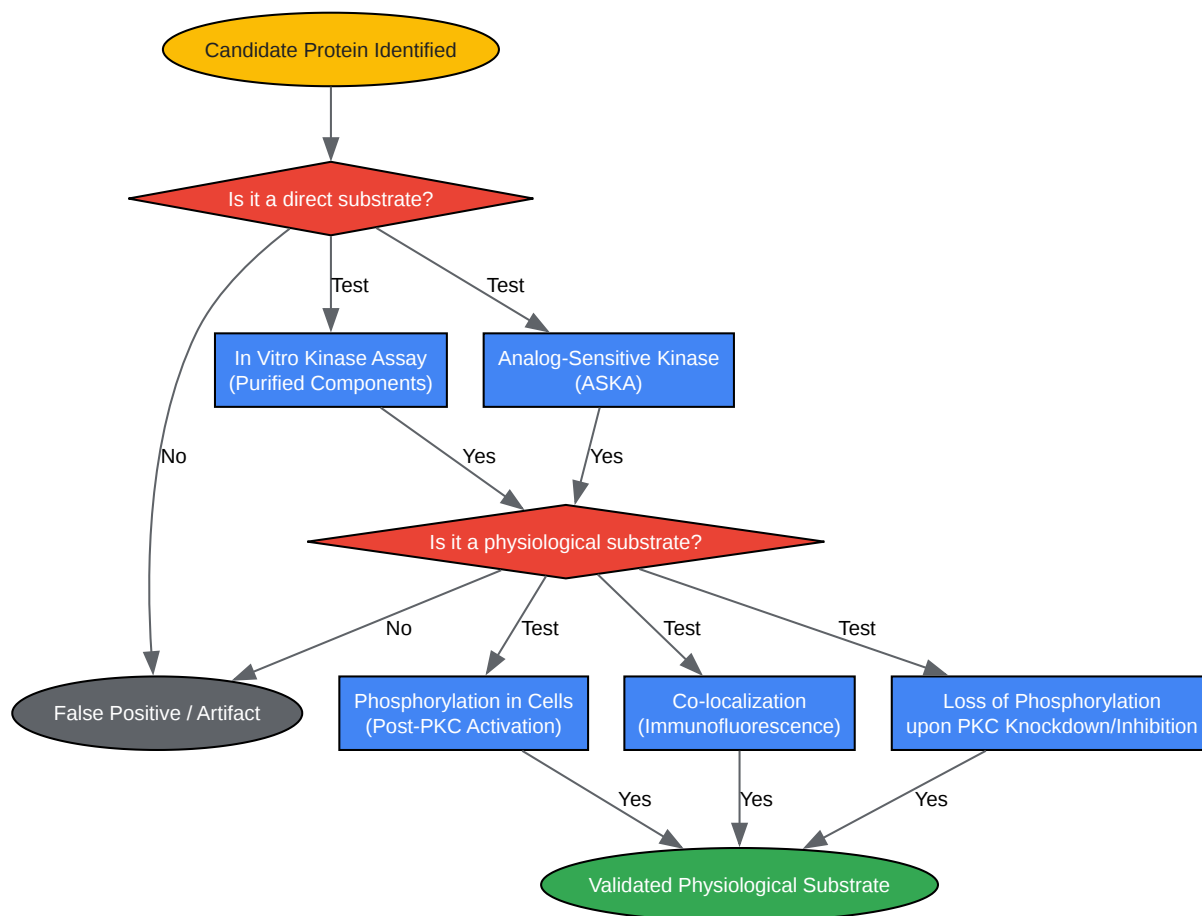 Candidate Protein Identified
Is it a direct substrate?
Test
Test
In Vitro Kinase Assay
(Purified Components)
Analog-Sensitive Kinase
(ASKA)
No
Yes
Yes
Is it a physiological substrate?
No
Test
Test
Test
False Positive / Artifact
Phosphorylation in Cells
(Post-PKC Activation)
Co-localization
(Immunofluorescence)
Loss of Phosphorylation
upon PKC Knockdown/Inhibition
Yes
Yes
Yes
Validated Physiological Substrate